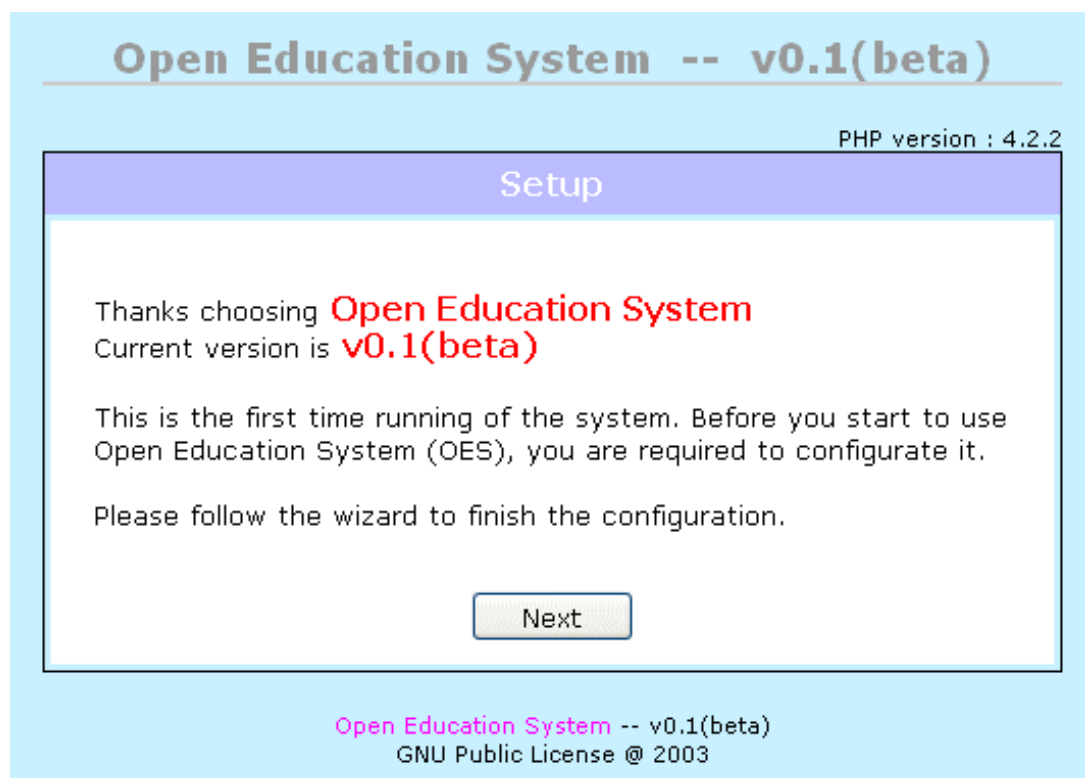 Open Education System -- v0.1(beta)
PHP version : 4.2.2
Setup
Thanks choosing Open Education System
Current version is v0.1(beta)
This is the first time running of the system. Before you start to use
Open Education System (OES), you are required to configurate it.
Please follow the wizard to finish the configuration.
Next
Open Education System -- v0.1(beta)
GNU Public License @ 2003